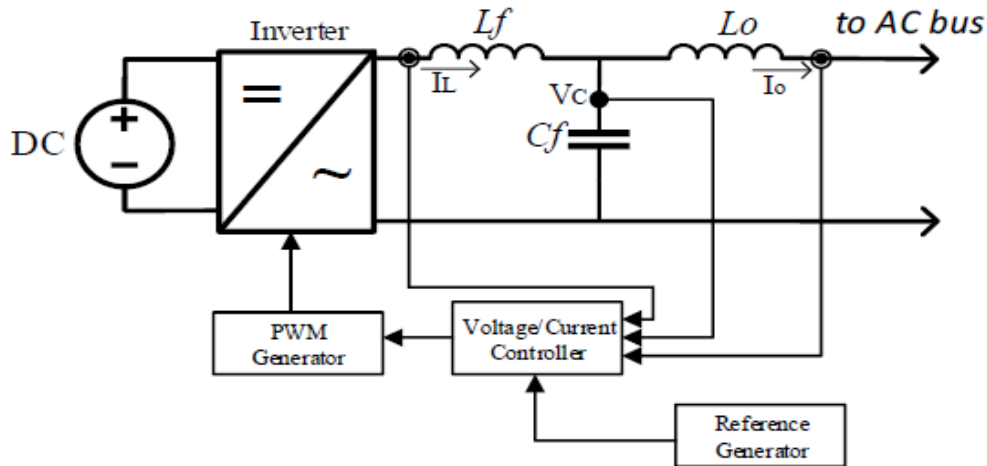 Inverter
Lf
Lo
to AC bus
=
IL
Io
VC
DC
+
−
Cf
~
PWM
Generator
Voltage/Current
Controller
Reference
Generator